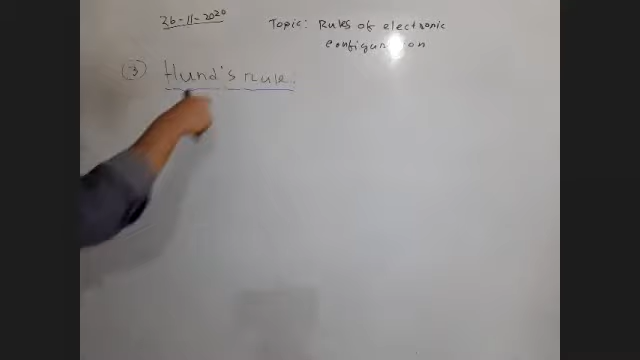 26-11-2020
Topic: Rules of electronic
configuration
(3) Hund's rule: